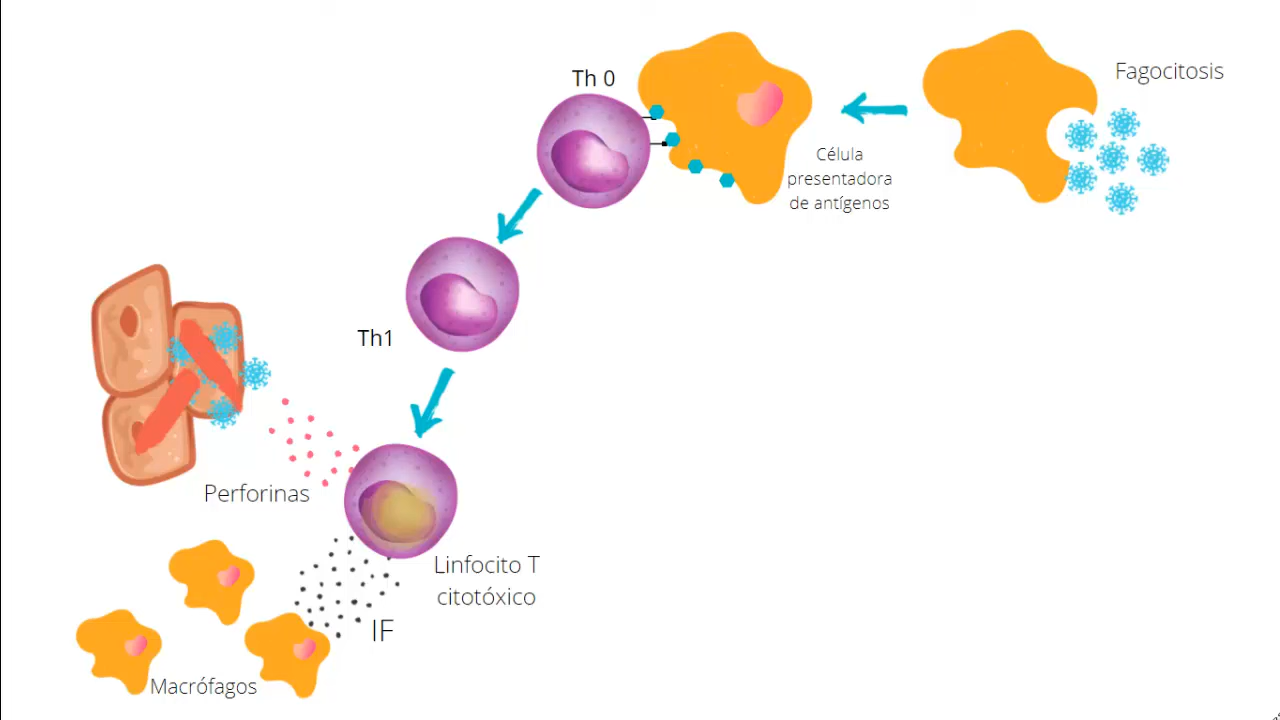 Th 0
Fagocitosis
Célula
presentadora
de antígenos
Th1
Perforinas
Linfocito T
citotóxico
IF
Macrófagos